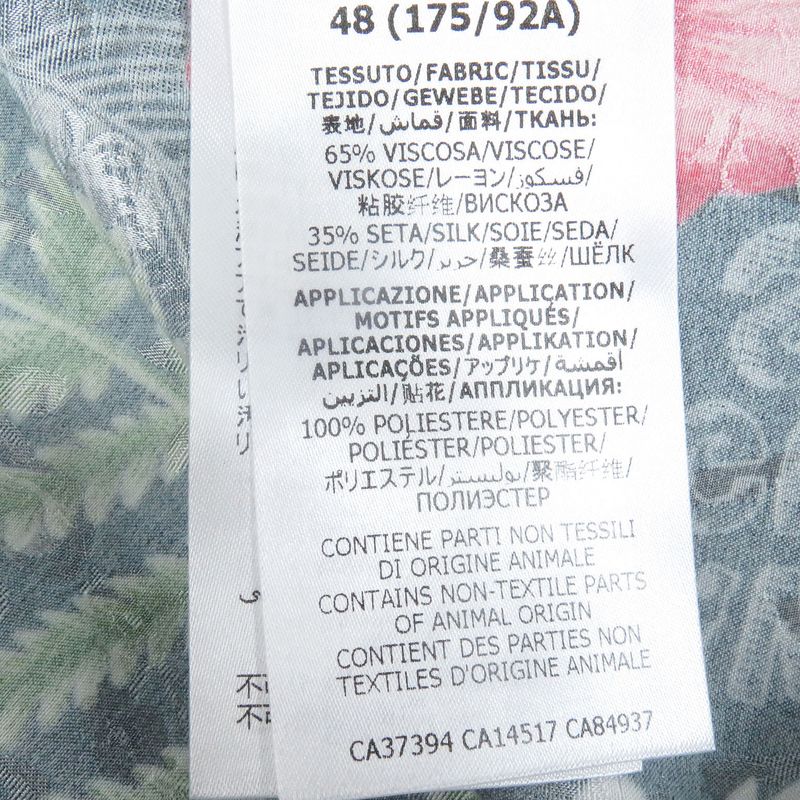 48 (175/92A)
TESSUTO/FABRIC/TISSU/
TEJIDO/GEWEBE/TECIDO/
表地/قماش/面料/ТКАНЬ:
65% VISCOSA/VISCOSE/
VISKOSE/レーヨン/فسكوز/
粘胶纤维/ВИСКОЗА
35% SETA/SILK/SOIE/SEDA/
SEIDE/シルク/حرير/桑蚕丝/ШЁЛК
APPLICAZIONE/APPLICATION/
MOTIFS APPLIQUÉS/
APLICACIONES/APPLIKATION/
APLICAÇÕES/アップリケ/أقمشة
التزيين/贴花/АППЛИКАЦИЯ:
100% POLIESTERE/POLYESTER/
POLIÉSTER/POLIESTER/
ポリエステル/بوليستر/聚酯纤维/
ПОЛИЭСТЕР
CONTIENE PARTI NON TESSILI
DI ORIGINE ANIMALE
CONTAINS NON-TEXTILE PARTS
OF ANIMAL ORIGIN
CONTIENT DES PARTIES NON
TEXTILES D'ORIGINE ANIMALE
CA37394 CA14517 CA84937
不
不